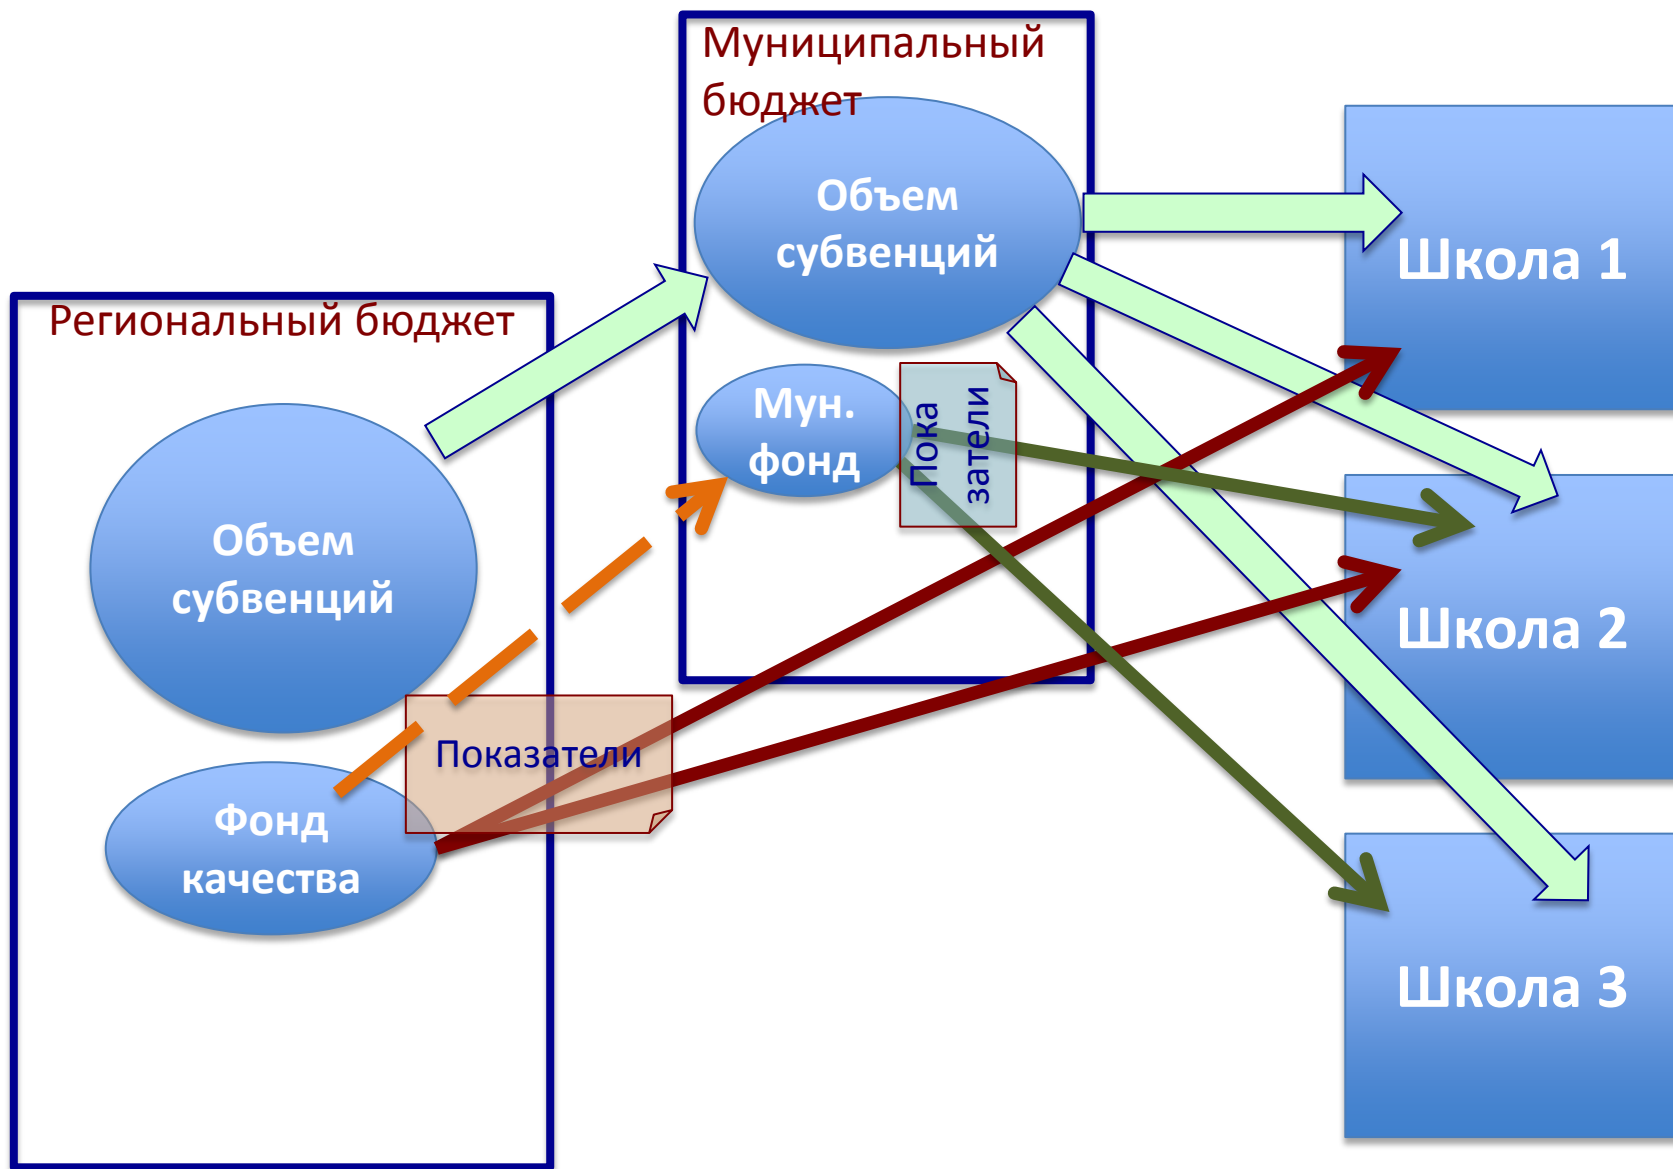 Муниципальный
бюджет
Объем
субвенций
Мун.
фонд
Пока
затели
Региональный бюджет
Объем
субвенций
Показатели
Фонд
качества
Школа 1
Школа 2
Школа 3